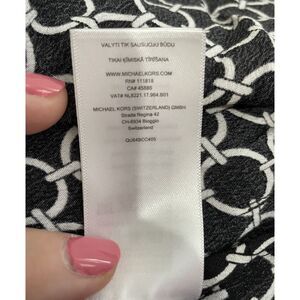 VALYTI TIK SAUSUOJU BŪDU
TIKAI ĶĪMISKĀ TĪRĪŠANA
WWW.MICHAELKORS.COM
RN# 111818
CA# 45885
VAT# NL8221.17.964.B01
MICHAEL KORS (SWITZERLAND) GMBH
Strada Regina 42
CH-6934 Bioggio
Switzerland